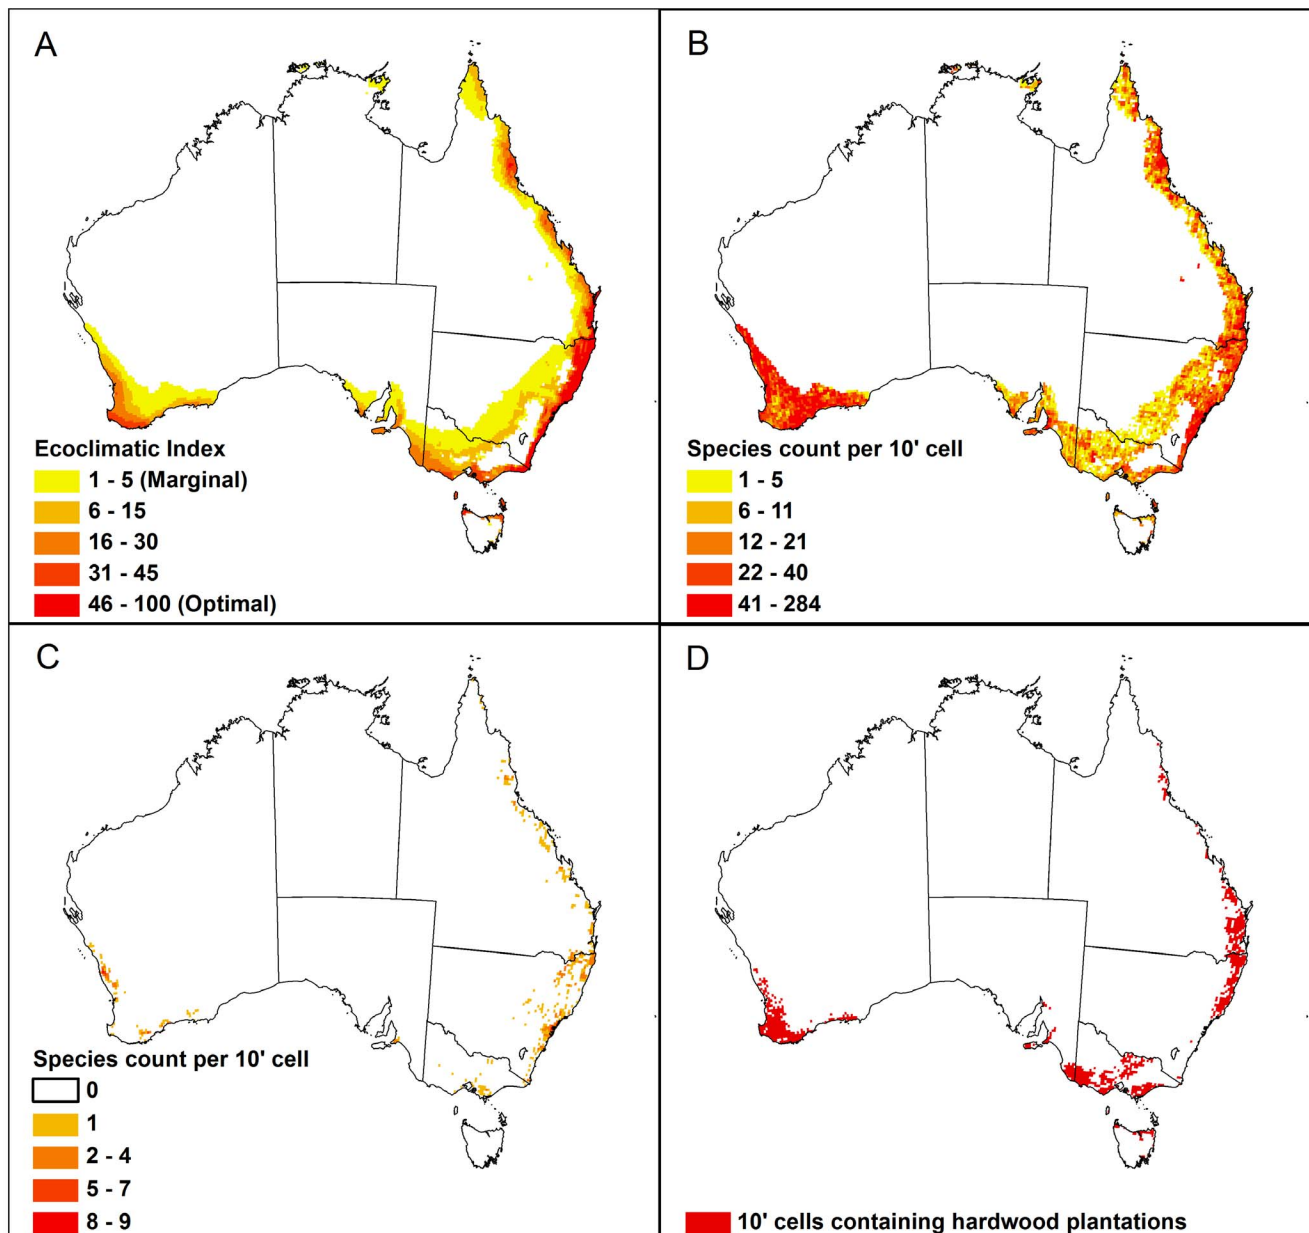 A
Ecoclimatic Index
1 - 5 (Marginal)
6 - 15
16 - 30
31 - 45
46 - 100 (Optimal)
B
Species count per 10' cell
1 - 5
6 - 11
12 - 21
22 - 40
41 - 284
C
Species count per 10' cell
0
1
2 - 4
5 - 7
8 - 9
D
10' cells containing hardwood plantations